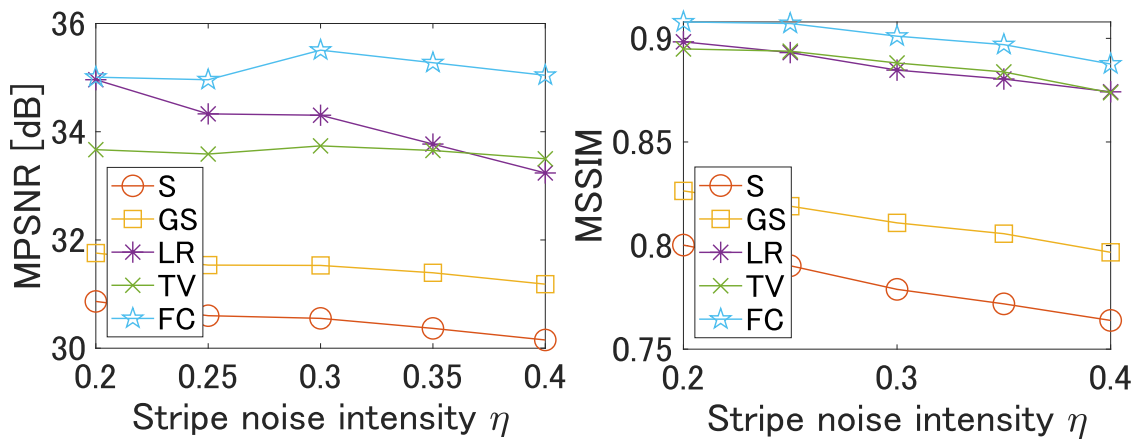 MPSNR [dB]
36
34
32
30
S
GS
LR
TV
FC
0.2 0.25 0.3 0.35 0.4
Stripe noise intensity η
MSSIM
0.9
0.85
0.8
0.75
S
GS
LR
TV
FC
0.2 0.3 0.4
Stripe noise intensity η